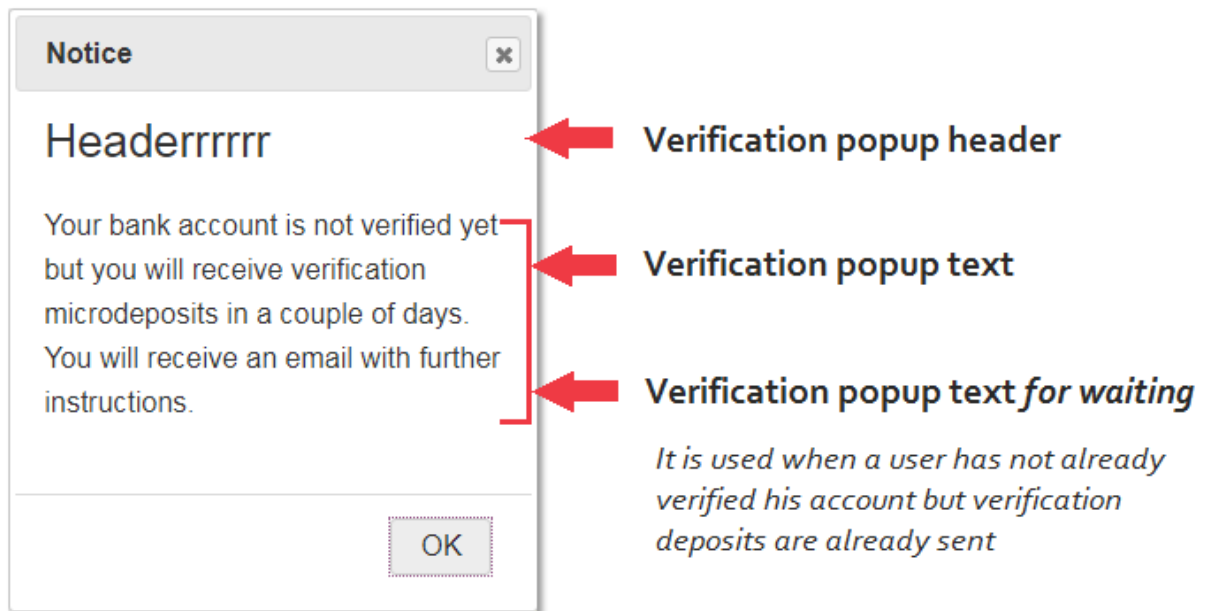 Notice
Headerrrrrr
Verification popup header
Your bank account is not verified yet
but you will receive verification
microdeposits in a couple of days.
You will receive an email with further
instructions.
Verification popup text
Verification popup text for waiting
It is used when a user has not already
verified his account but verification
deposits are already sent
OK